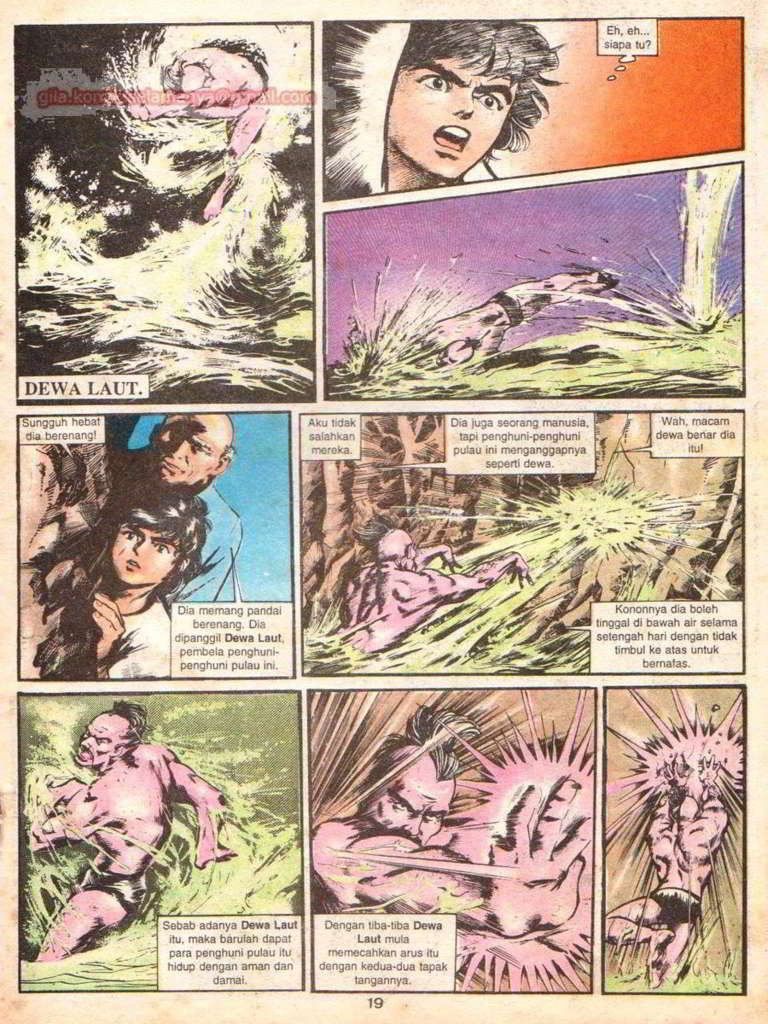 DEWA LAUT.
Eh, eh...
siapa tu?
Sungguh hebat
dia berenang!
Dia memang pandai
berenang. Dia
dipanggil Dewa Laut,
pembela penghuni-
penghuni pulau ini.
Aku tidak
salahkan
mereka.
Dia juga seorang manusia,
tapi penghuni-penghuni
pulau ini menganggapnya
seperti dewa.
Wah, macam
dewa benar dia
itu!
Kononnya dia boleh
tinggal di bawah air selama
setengah hari dengan tidak
timbul ke atas untuk
bernafas.
Sebab adanya Dewa Laut
itu, maka barulah dapat
para penghuni pulau itu
hidup dengan aman dan
damai.
Dengan tiba-tiba Dewa
Laut mula
memecahkan arus itu
dengan kedua-dua tapak
tangannya.
19